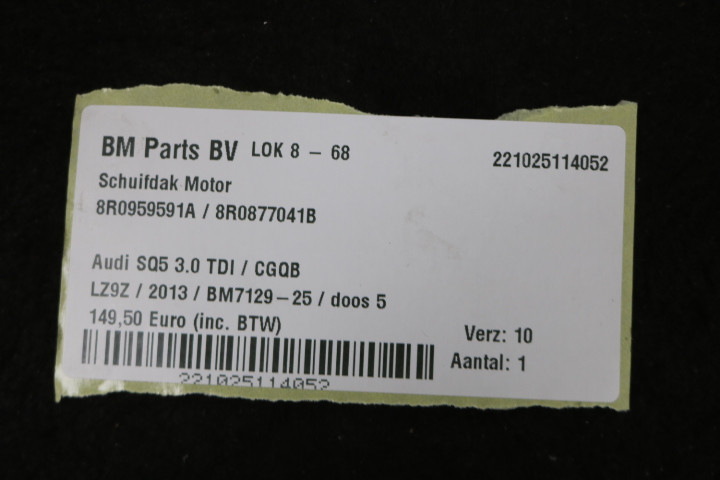 BM Parts BV LOK 8 - 68
221025114052
Schuifdak Motor
8R0959591A / 8R0877041B
Audi SQ5 3.0 TDI / CGQB
LZ9Z / 2013 / BM7129-25 / doos 5
149,50 Euro (inc. BTW)
Verz: 10
Aantal: 1
221025114052